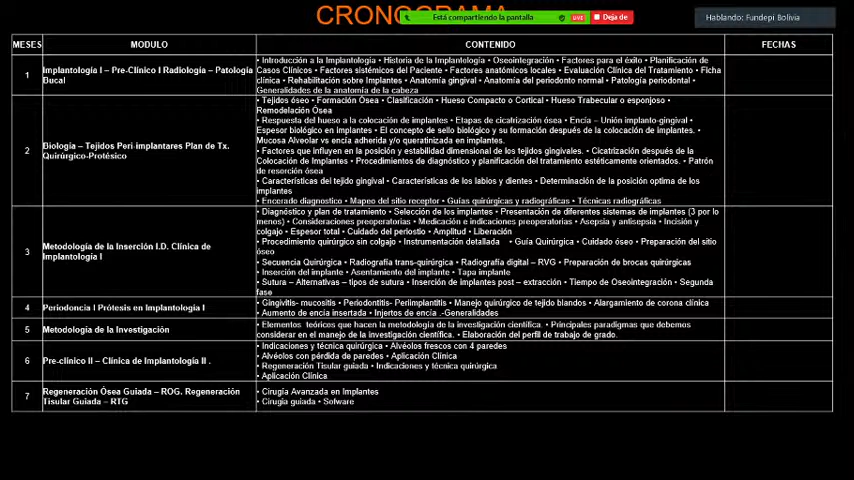 CRONOGRAMA
Está compartiendo la pantalla
LIVE
Deja de
Hablando: Fundepi Bolivia
MESES
MODULO
CONTENIDO
FECHAS
1
Implantología I – Pre-Clínico I Radiología – Patología
Bucal
• Introducción a la Implantología • Historia de la Implantología • Oseointegración • Factores para el éxito • Planificación de
Casos Clínicos • Factores sistémicos del Paciente • Factores anatómicos locales • Evaluación Clínica del Tratamiento • Ficha
clínica • Rehabilitación sobre Implantes • Anatomía gingival • Anatomía del periodonto normal • Patología periodontal •
Generalidades de la anatomía de la cabeza
2
Biología – Tejidos Peri-implantares Plan de Tx.
Quirúrgico-Protésico
• Tejidos óseo • Formación Ósea • Clasificación • Hueso Compacto o Cortical • Hueso Trabecular o esponjoso •
Remodelación Ósea
• Respuesta del hueso a la colocación de implantes • Etapas de cicatrización ósea • Encía – Unión implanto-gingival •
Espesor biológico en implantes • El concepto de sello biológico y su formación después de la colocación de implantes. •
Mucosa Alveolar vs encía adherida y/o queratinizada en implantes.
• Factores que influyen en la posición y estabilidad dimensional de los tejidos gingivales. • Cicatrización después de la
Colocación de Implantes • Procedimientos de diagnóstico y planificación del tratamiento estéticamente orientados. • Patrón
de resorción ósea
• Características del tejido gingival • Características de los labios y dientes • Determinación de la posición optima de los
implantes
• Encerado diagnostico • Mapeo del sitio receptor • Guías quirúrgicas y radiográficas • Técnicas radiográficas
3
Metodología de la Inserción I.D. Clínica de
Implantología I
• Diagnóstico y plan de tratamiento • Selección de los implantes • Presentación de diferentes sistemas de implantes (3 por lo
menos) • Consideraciones preoperatorias • Medicación e indicaciones preoperatorias • Asepsia y antisepsia • Incisión y
colgajo • Espesor total • Cuidado del periostio • Amplitud • Liberación
• Procedimiento quirúrgico sin colgajo • Instrumentación detallada • Guía Quirúrgica • Cuidado óseo • Preparación del sitio
óseo
• Secuencia Quirúrgica • Radiografía trans-quirúrgica • Radiografía digital – RVG • Preparación de brocas quirúrgicas
• Inserción del implante • Asentamiento del implante • Tapa implante
• Sutura – Alternativas – tipos de sutura • Inserción de implantes post – extracción • Tiempo de Oseointegración • Segunda
fase
4
Periodoncia I Prótesis en Implantología I
• Gingivitis- mucositis • Periodontitis- Periimplantitis • Manejo quirúrgico de tejido blandos • Alargamiento de corona clínica
• Aumento de encía insertada • Injertos de encía .-Generalidades
5
Metodología de la Investigación
• Elementos teóricos que hacen la metodología de la investigación científica. • Principales paradigmas que debemos
considerar en el manejo de la investigación científica. • Elaboración del perfil de trabajo de grado.
6
Pre-clínico II – Clínica de Implantología II .
• Indicaciones y técnica quirúrgica • Alvéolos frescos con 4 paredes
• Alvéolos con pérdida de paredes • Aplicación Clínica
• Regeneración Tisular guiada • Indicaciones y técnica quirúrgica
• Aplicación Clínica
7
Regeneración Ósea Guiada – ROG. Regeneración
Tisular Guiada – RTG
• Cirugía Avanzada en Implantes
• Cirugía guiada • Sofware